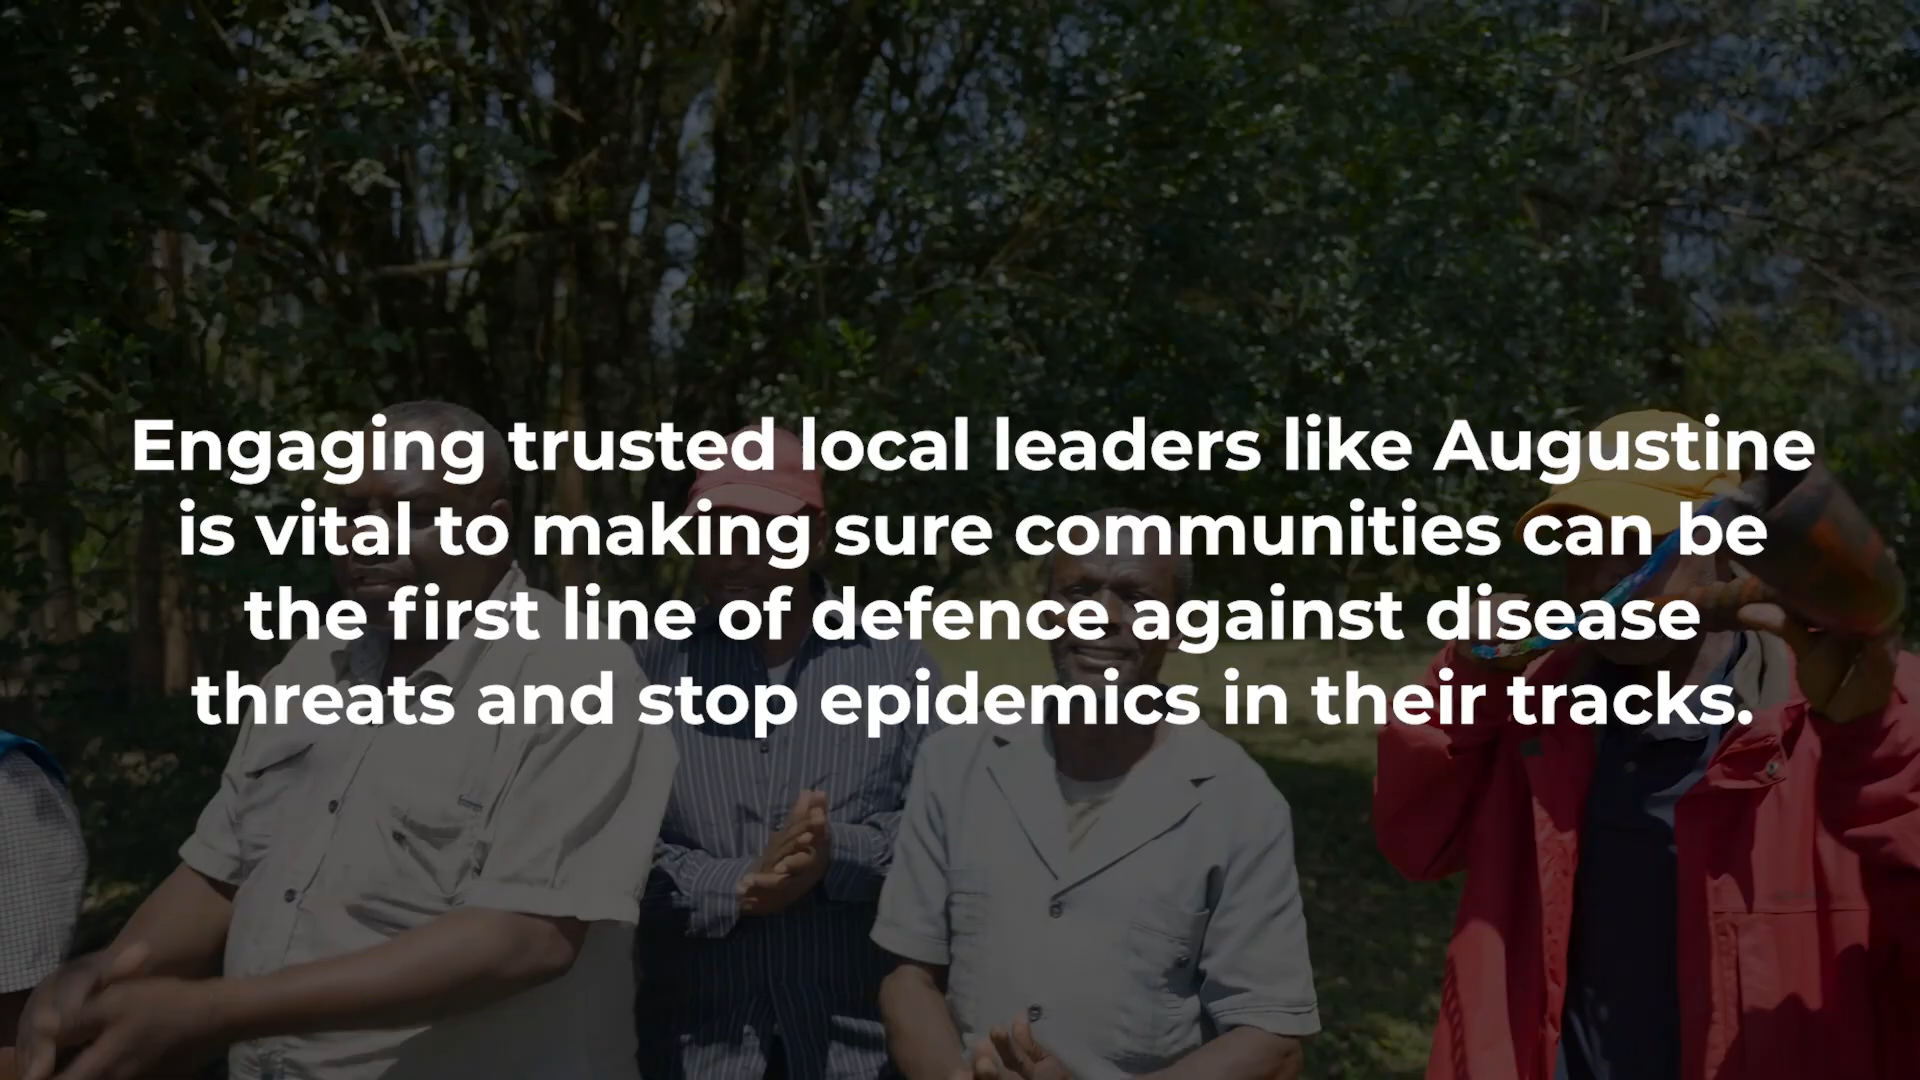 Engaging trusted local leaders like Augustine
is vital to making sure communities can be
the first line of defence against disease
threats and stop epidemics in their tracks.